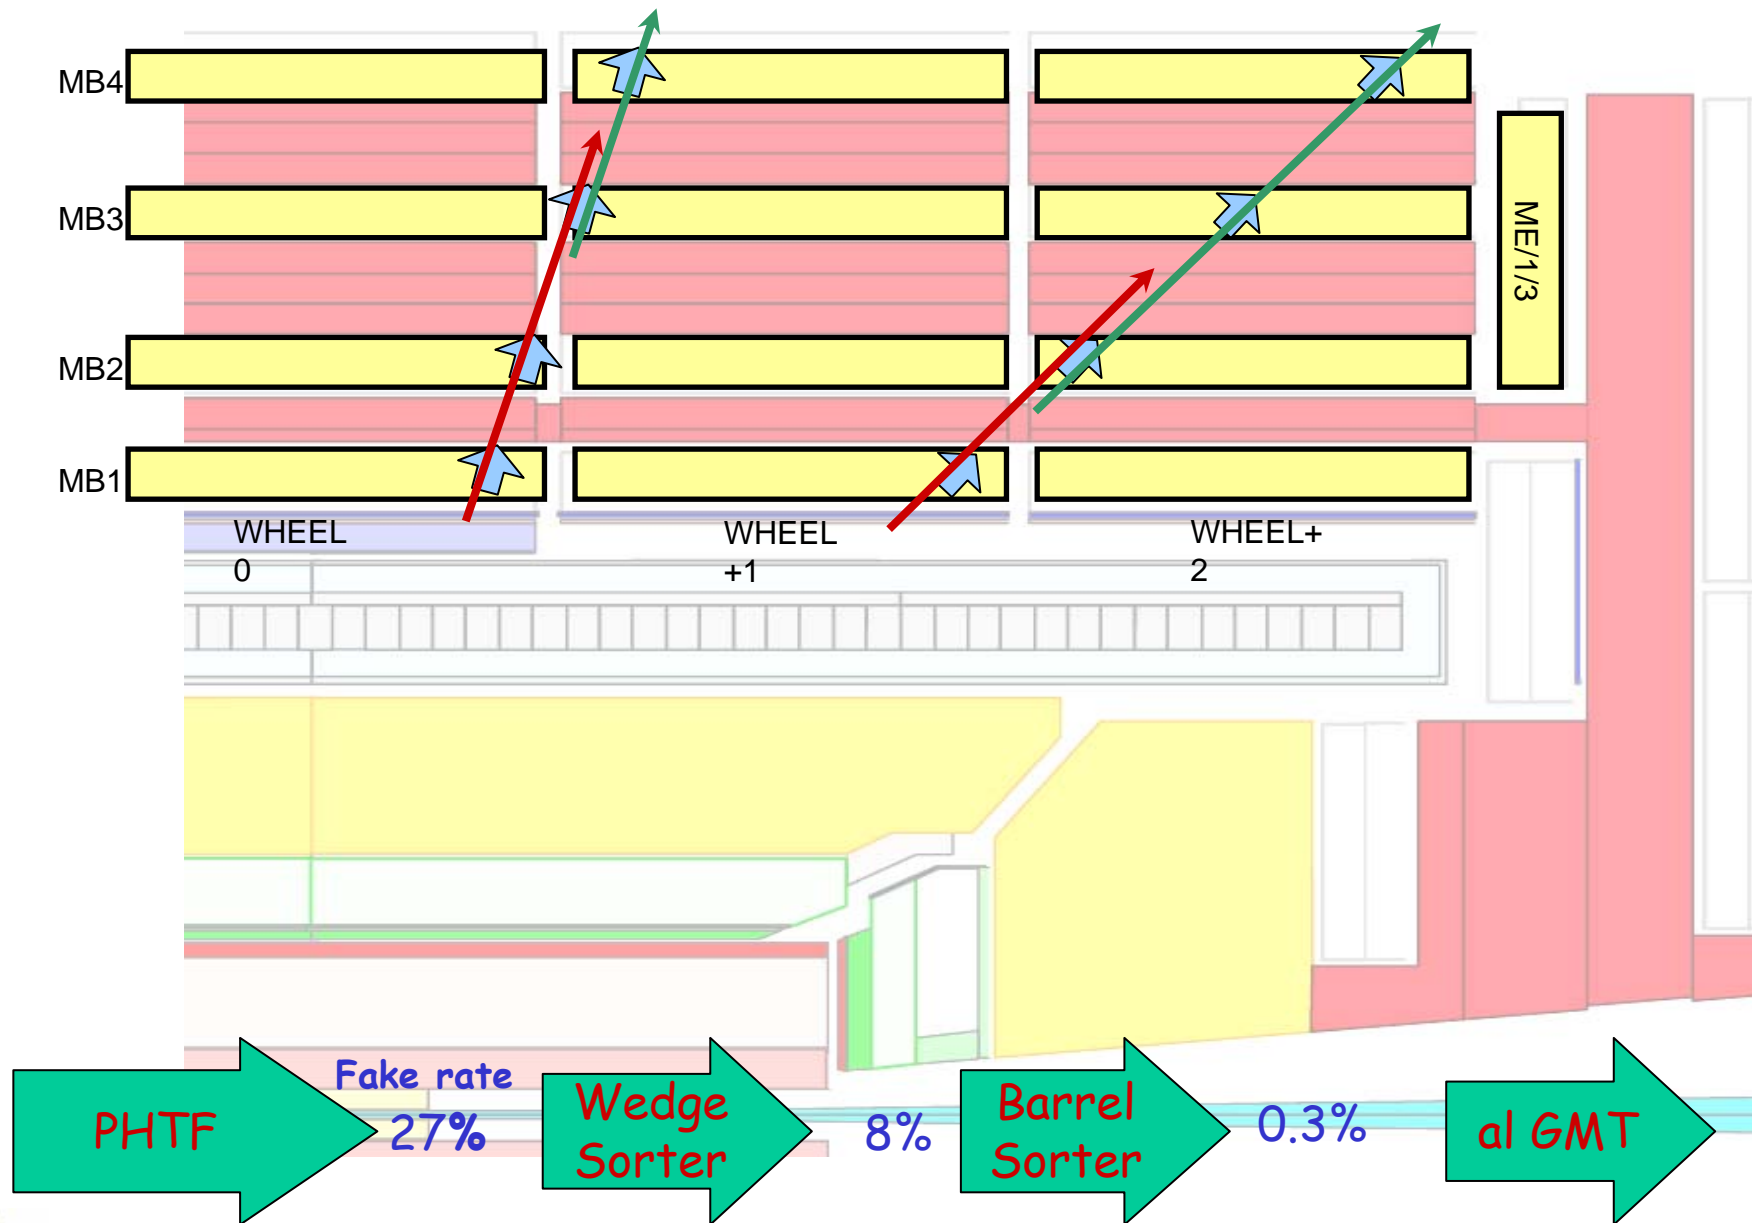 MB4
MB3
ME/1/3
MB2
MB1
WHEEL
0
WHEEL
+1
WHEEL+
2
Fake rate
PHTF
27%
Wedge
Sorter
8%
Barrel
Sorter
0.3%
al GMT